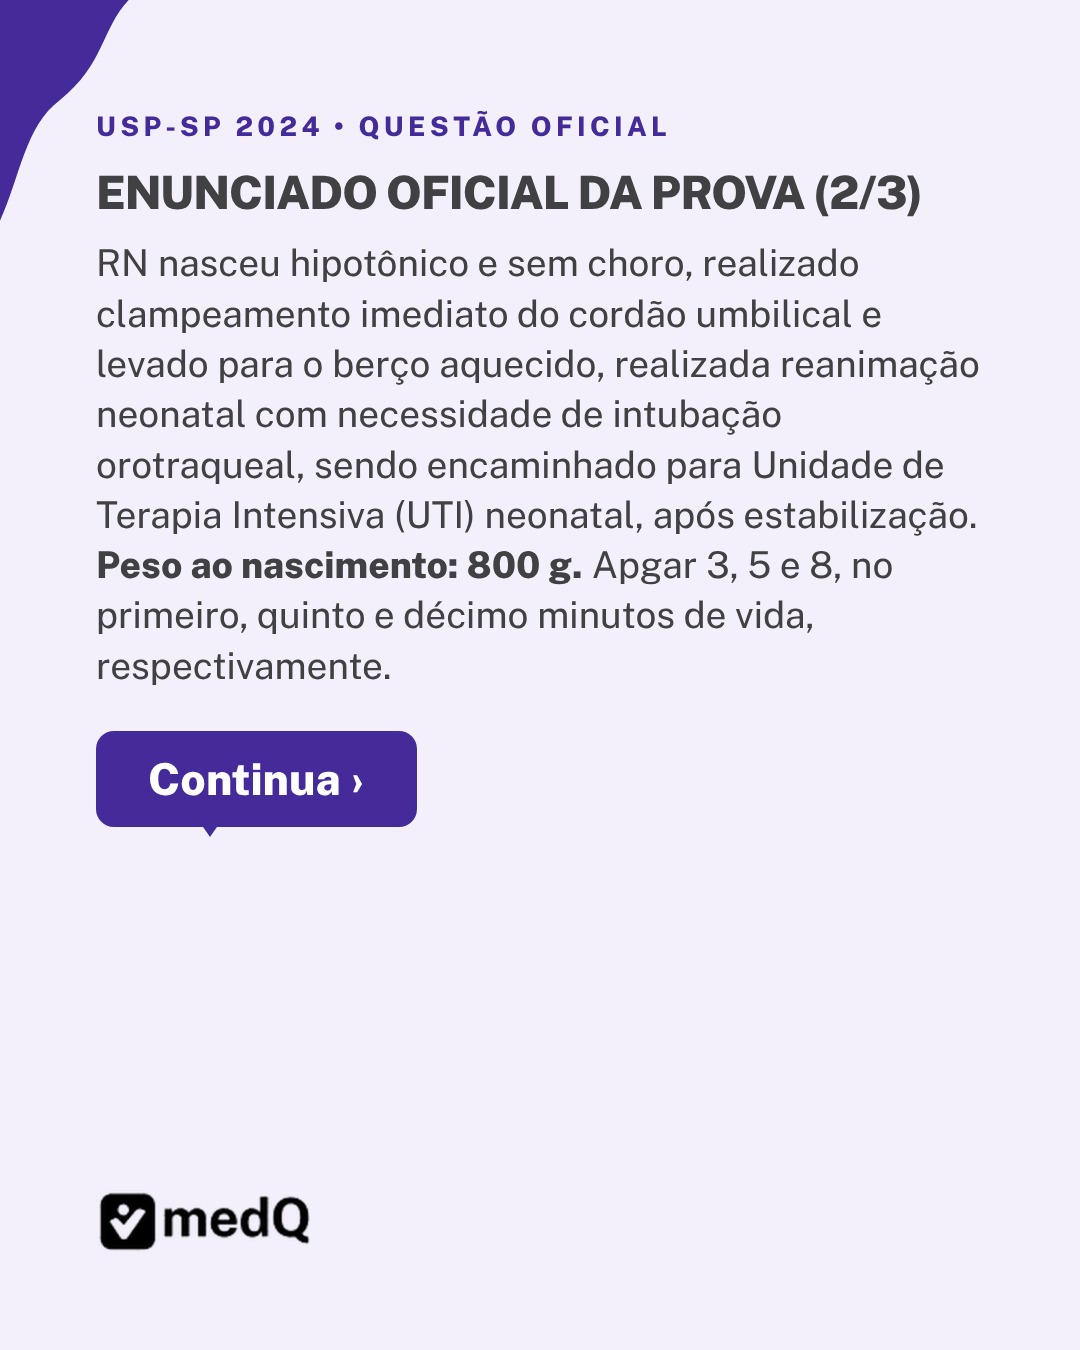 USP-SP 2024 • QUESTÃO OFICIAL
ENUNCIADO OFICIAL DA PROVA (2/3)
RN nasceu hipotônico e sem choro, realizado
clampeamento imediato do cordão umbilical e
levado para o berço aquecido, realizada reanimação
neonatal com necessidade de intubação
orotraqueal, sendo encaminhado para Unidade de
Terapia Intensiva (UTI) neonatal, após estabilização.
Peso ao nascimento: 800 g. Apgar 3, 5 e 8, no
primeiro, quinto e décimo minutos de vida,
respectivamente.
Continua ›
medQ